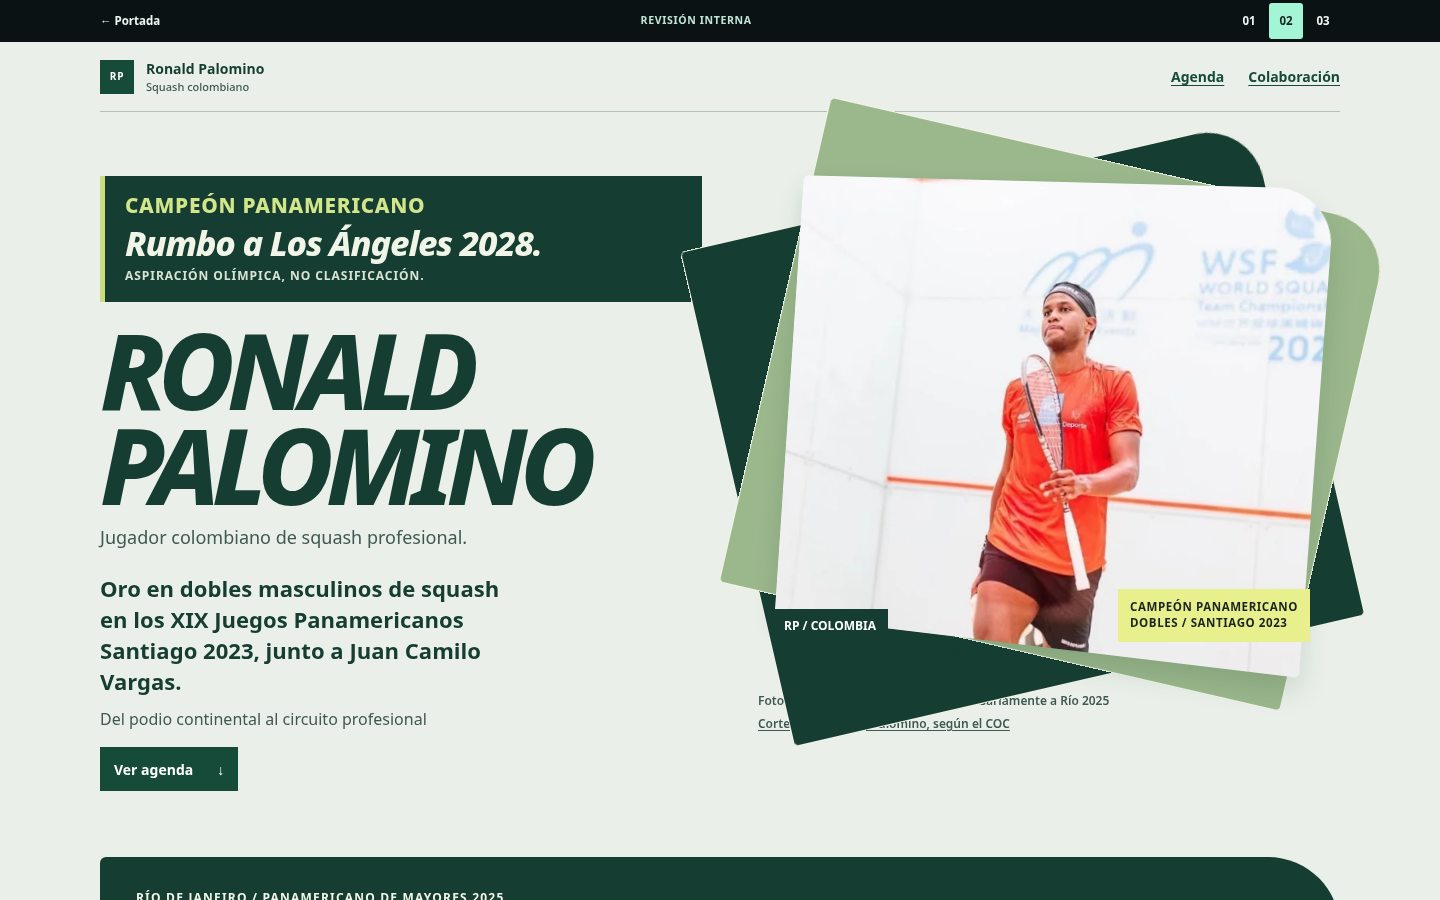 ← Portada
REVISIÓN INTERNA
01 02 03
RP
Ronald Palomino
Squash colombiano
Agenda
Colaboración
CAMPEÓN PANAMERICANO
Rumbo a Los Ángeles 2028.
ASPIRACIÓN OLÍMPICA, NO CLASIFICACIÓN.
RONALD
PALOMINO
Jugador colombiano de squash profesional.
Oro en dobles masculinos de squash
en los XIX Juegos Panamericanos
Santiago 2023, junto a Juan Camilo
Vargas.
Del podio continental al circuito profesional
Ver agenda ↓
WSF
WORLD SQUA
Team Champions
202
Deporte
RP / COLOMBIA
CAMPEÓN PANAMERICANO
DOBLES / SANTIAGO 2023
Foto
a Río 2025
Corte
según el COC
RÍO DE JANEIRO / PANAMERICANO DE MAYORES 2025